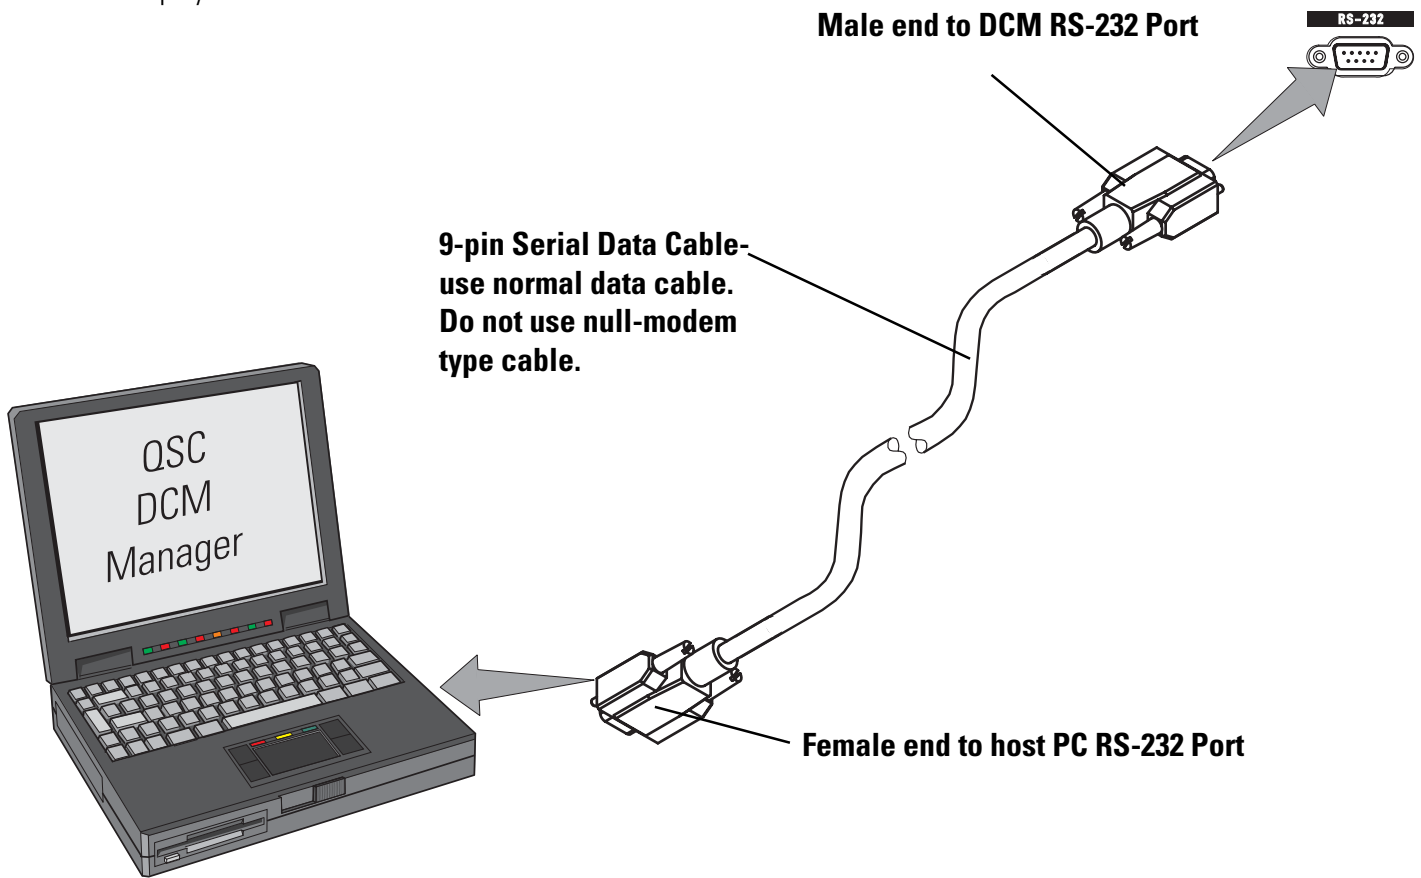 Male end to DCM RS-232 Port
RS-232
9-pin Serial Data Cable-
use normal data cable.
Do not use null-modem
type cable.
QSC
DCM
Manager
Female end to host PC RS-232 Port